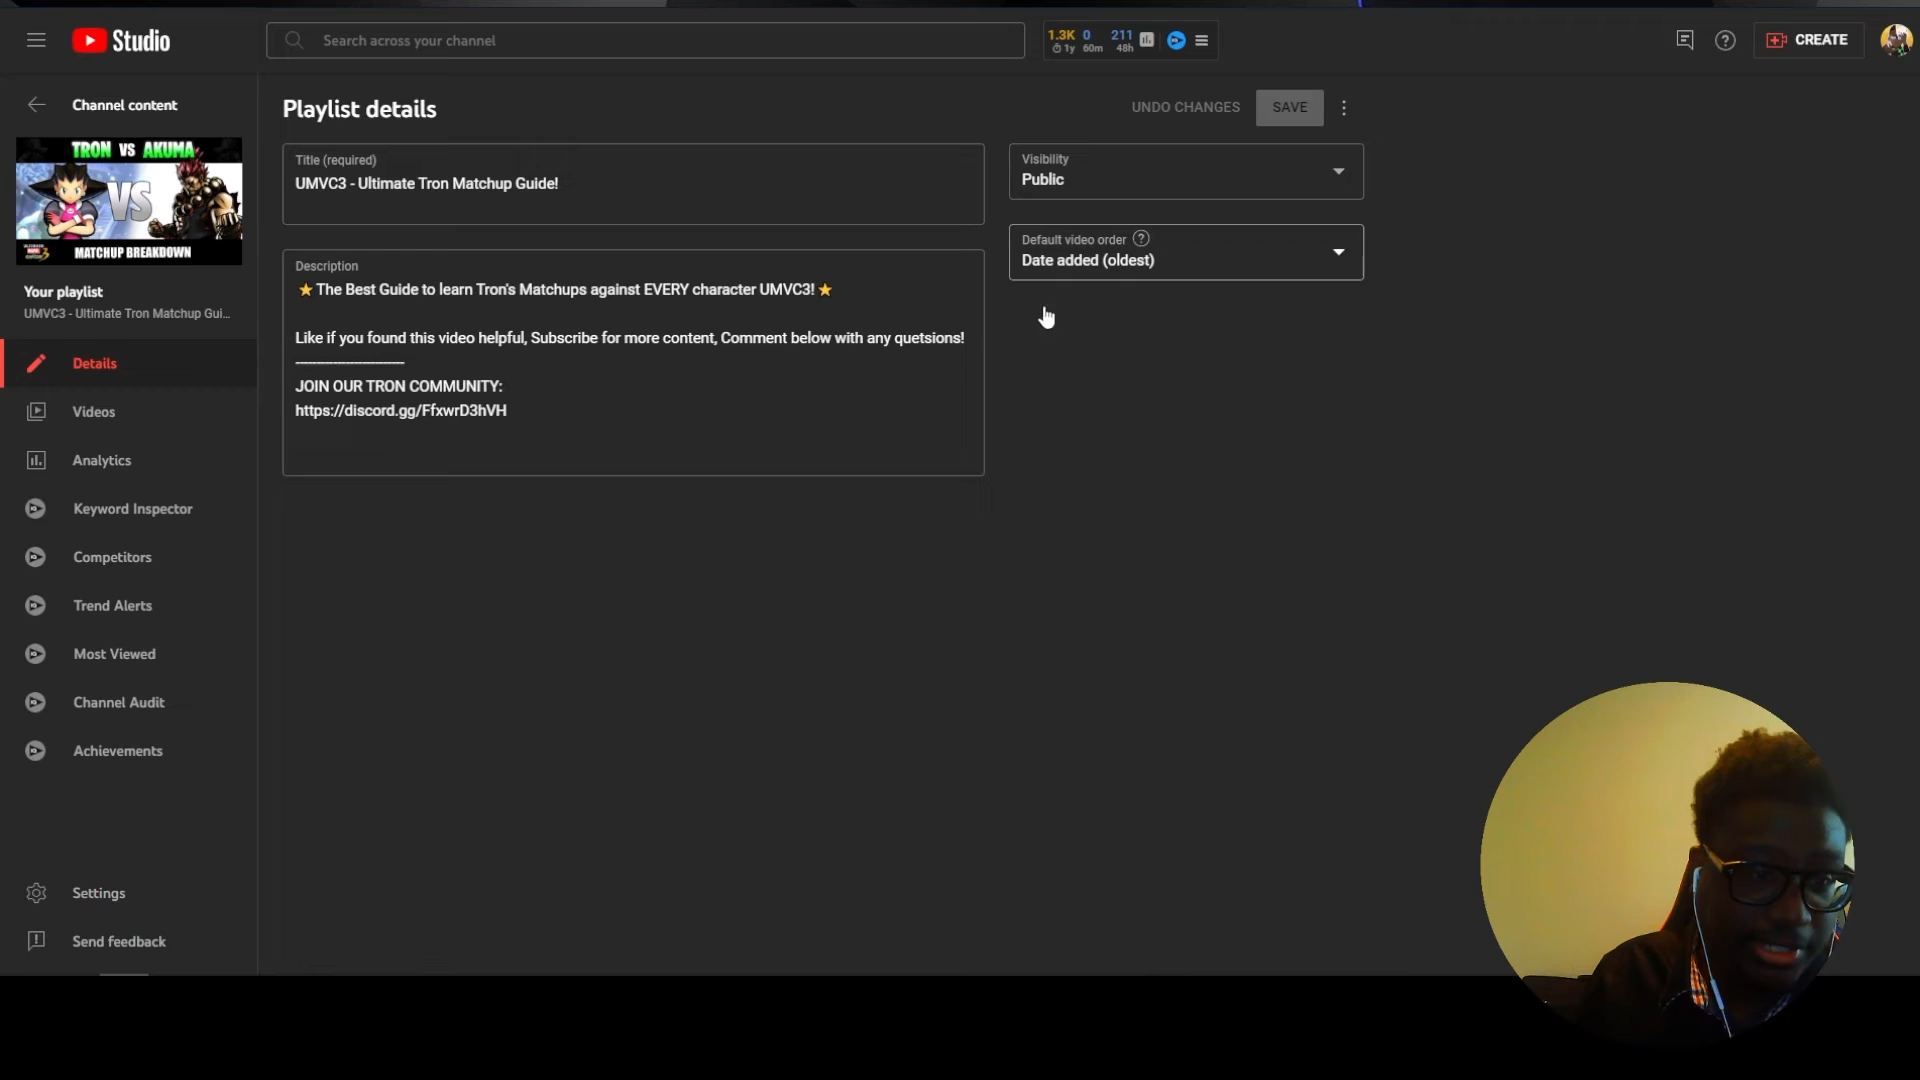 Studio
Search across your channel
1.3K 0 211
1y 60m 48h
CREATE
Channel content
TRON VS AKUMA
VS
MATCHUP BREAKDOWN
Your playlist
UMVC3 - Ultimate Tron Matchup Gui...
Details
Videos
Analytics
Keyword Inspector
Competitors
Trend Alerts
Most Viewed
Channel Audit
Achievements
Settings
Send feedback
Playlist details
UNDO CHANGES
SAVE
Title (required)
UMVC3 - Ultimate Tron Matchup Guide!
Description
⭐The Best Guide to learn Tron's Matchups against EVERY character UMVC3!⭐
Like if you found this video helpful, Subscribe for more content, Comment below with any quetsions!
------------------------
JOIN OUR TRON COMMUNITY:
https://discord.gg/FfxwrD3hVH
Visibility
Public
Default video order
Date added (oldest)